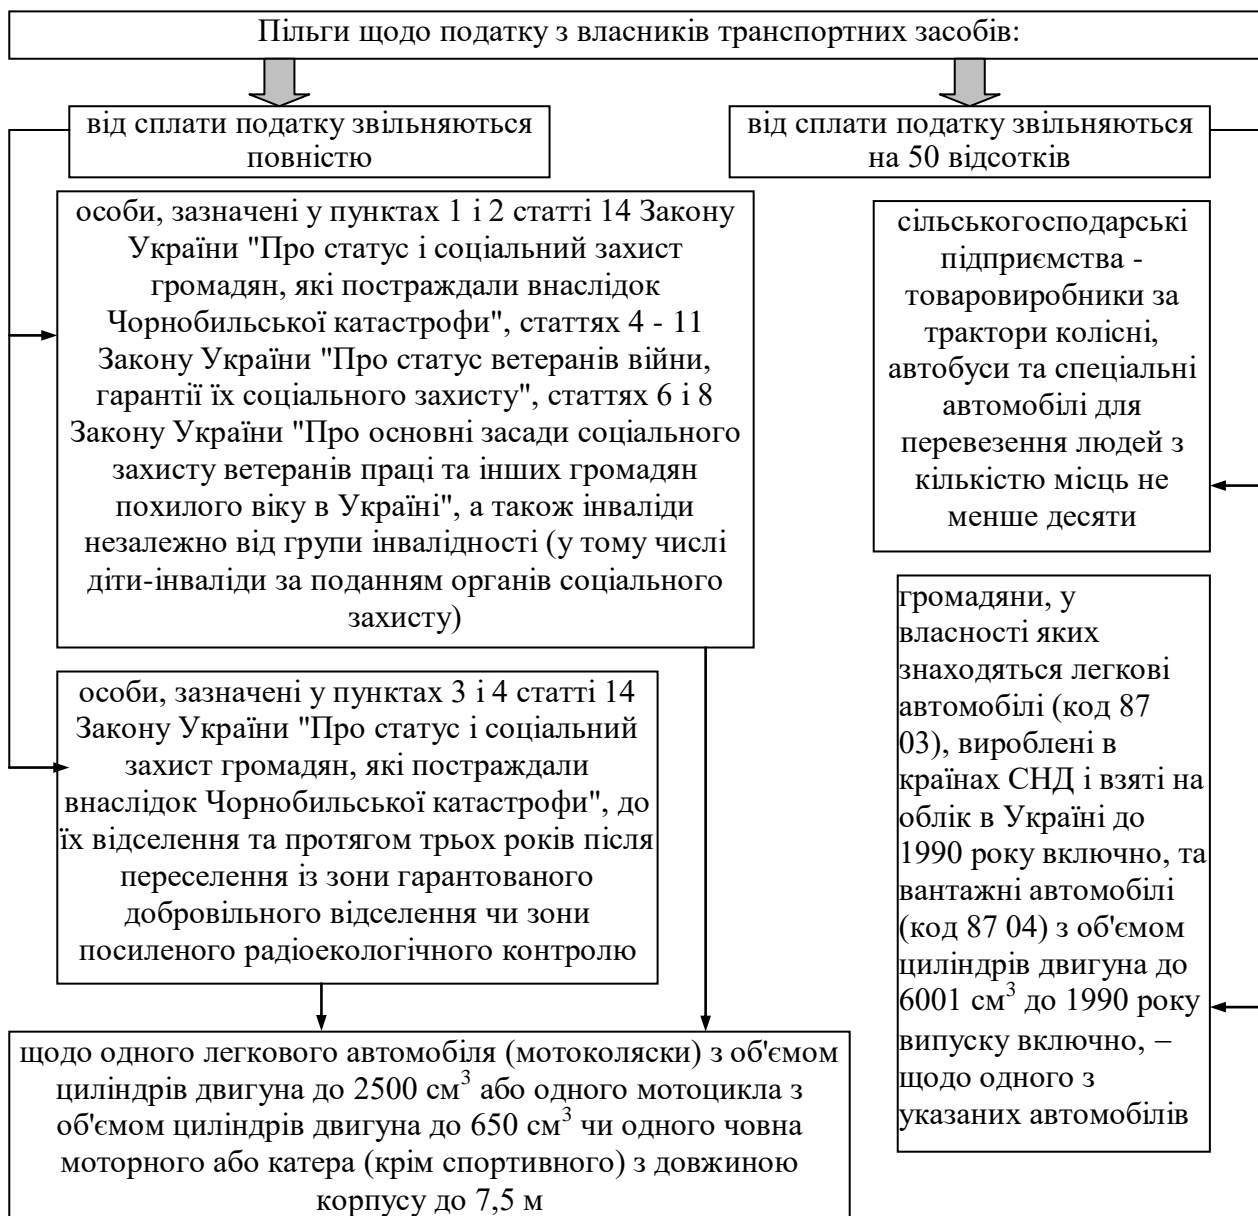 Пільги щодо податку з власників транспортних засобів:
від сплати податку звільняються
повністю
від сплати податку звільняються
на 50 відсотків
особи, зазначені у пунктах 1 і 2 статті 14 Закону
України "Про статус і соціальний захист
громадян, які постраждали внаслідок
Чорнобильської катастрофи", статтях 4 - 11
Закону України "Про статус ветеранів війни,
гарантії їх соціального захисту", статтях 6 і 8
Закону України "Про основні засади соціального
захисту ветеранів праці та інших громадян
похилого віку в Україні", а також інваліди
незалежно від групи інвалідності (у тому числі
діти-інваліди за поданням органів соціального
захисту)
особи, зазначені у пунктах 3 і 4 статті 14
Закону України "Про статус і соціальний
захист громадян, які постраждали
внаслідок Чорнобильської катастрофи", до
їх відселення та протягом трьох років після
переселення із зони гарантованого
добровільного відселення чи зони
посиленого радіоекологічного контролю
щодо одного легкового автомобіля (мотоколяски) з об'ємом
циліндрів двигуна до 2500 см³ або одного мотоцикла з
об'ємом циліндрів двигуна до 650 см³ чи одного човна
моторного або катера (крім спортивного) з довжиною
корпусу до 7,5 м
сільськогосподарські
підприємства -
товаровиробники за
трактори колісні,
автобуси та спеціальні
автомобілі для
перевезення людей з
кількістю місць не
менше десяти
громадяни, у
власності яких
знаходяться легкові
автомобілі (код 87
03), вироблені в
країнах СНД і взяті на
облік в Україні до
1990 року включно, та
вантажні автомобілі
(код 87 04) з об'ємом
циліндрів двигуна до
6001 см³ до 1990 року
випуску включно, –
щодо одного з
указаних автомобілів